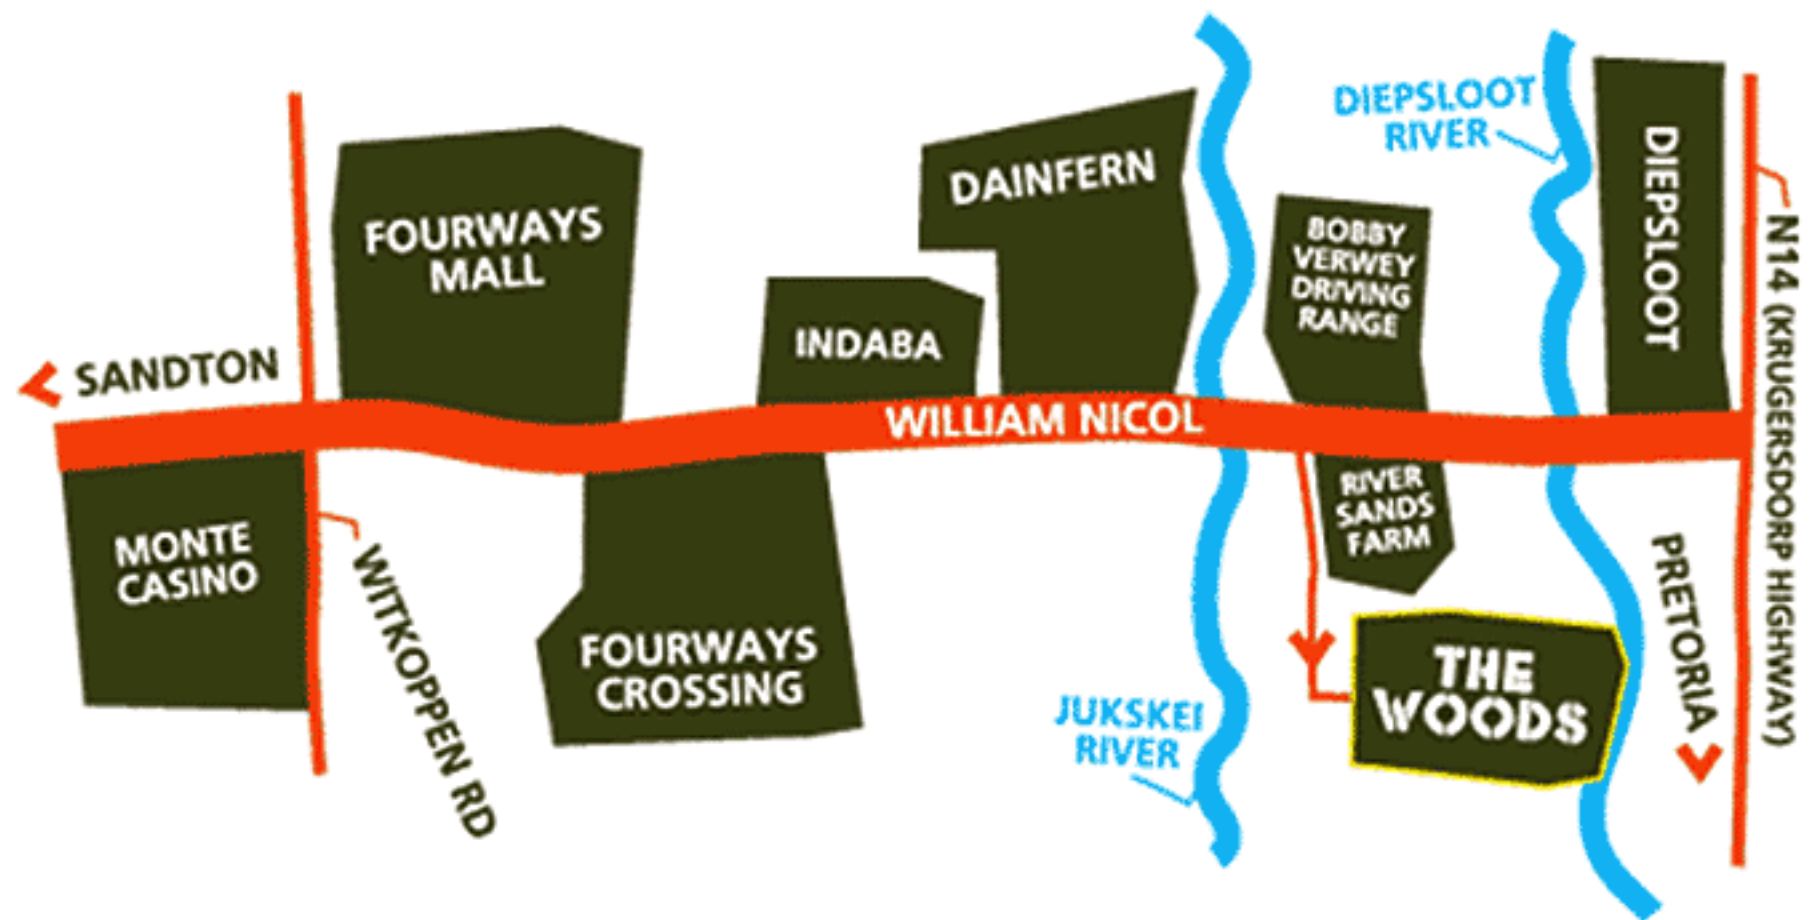 SANDTON
FOURWAYS
MALL
INDABA
DAINFERN
DIEPSLOOT
RIVER
BOBBY
VERWEY
DRIVING
RANGE
DIEPSLOOT
N14 (KRUGERSDORP HIGHWAY)
WILLIAM NICOL
MONTE
CASINO
WITKOPPEN RD
FOURWAYS
CROSSING
JUKSKEI
RIVER
RIVER
SANDS
FARM
THE
WOODS
PRETORIA